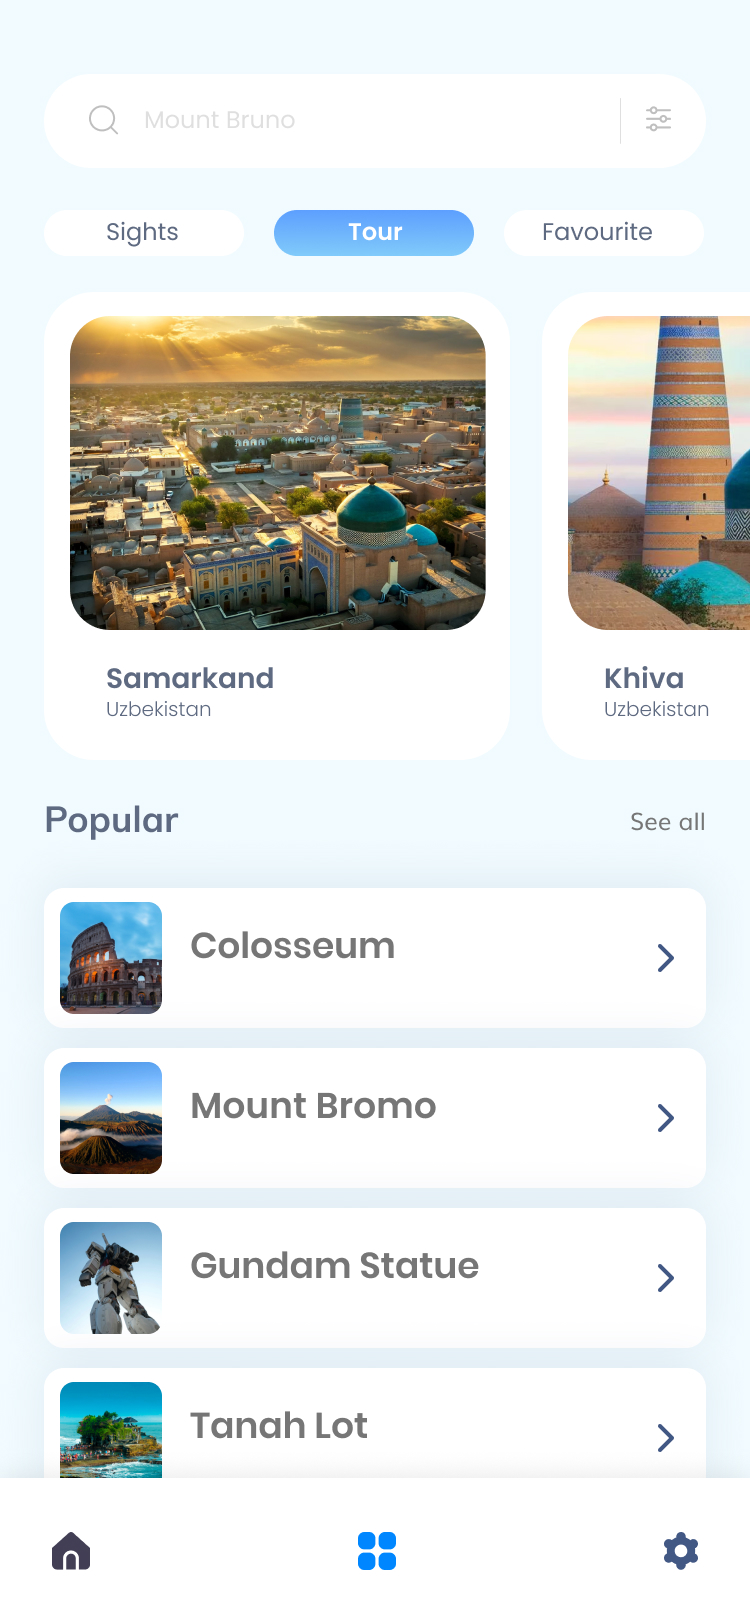 Mount Bruno
Sights
Tour
Favourite
Samarkand
Uzbekistan
Khiva
Uzbekistan
Popular
See all
Colosseum
Mount Bromo
Gundam Statue
Tanah Lot